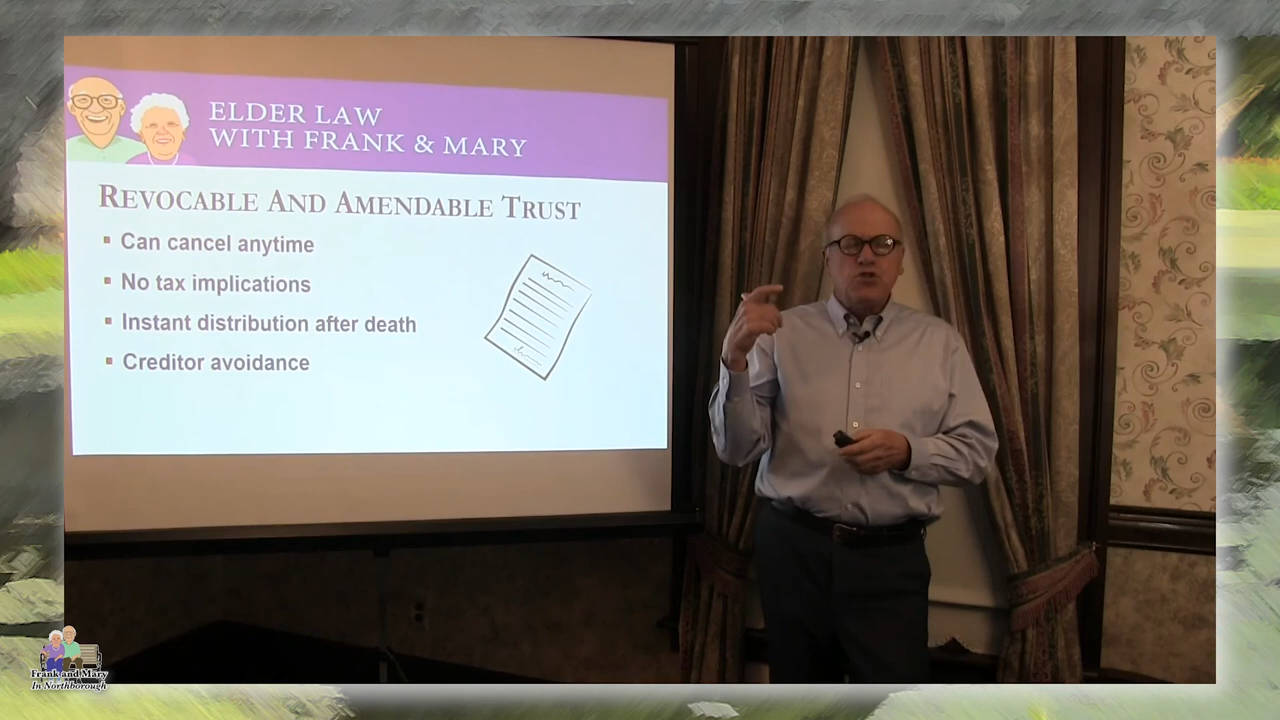 ELDER LAW
WITH FRANK & MARY
REVOCABLE AND AMENDABLE TRUST
Can cancel anytime
No tax implications
Instant distribution after death
Creditor avoidance
Frank and Mary
In Northborough